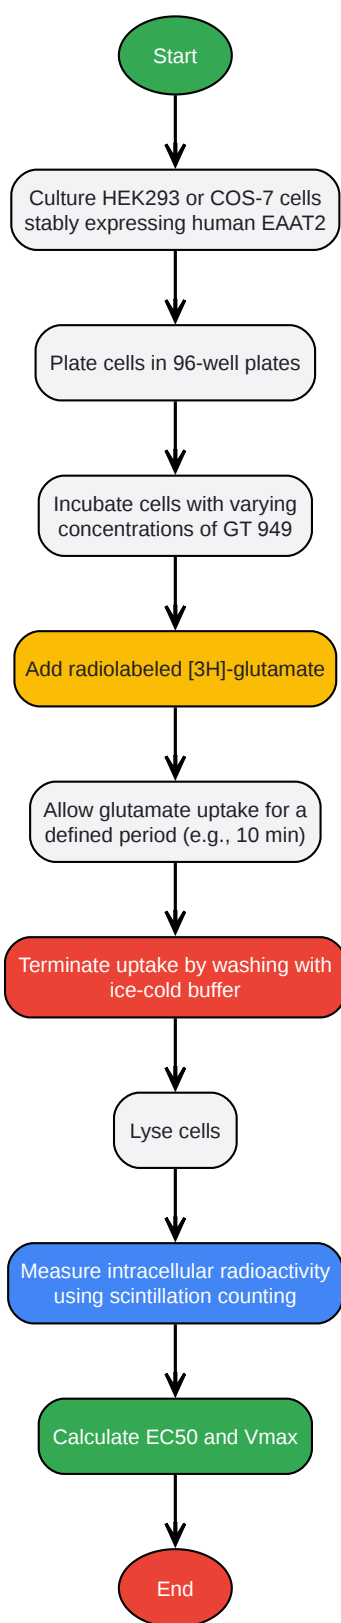 Start
Culture HEK293 or COS-7 cells
stably expressing human EAAT2
Plate cells in 96-well plates
Incubate cells with varying
concentrations of GT 949
Add radiolabeled [3H]-glutamate
Allow glutamate uptake for a
defined period (e.g., 10 min)
Terminate uptake by washing with
ice-cold buffer
Lyse cells
Measure intracellular radioactivity
using scintillation counting
Calculate EC50 and Vmax
End